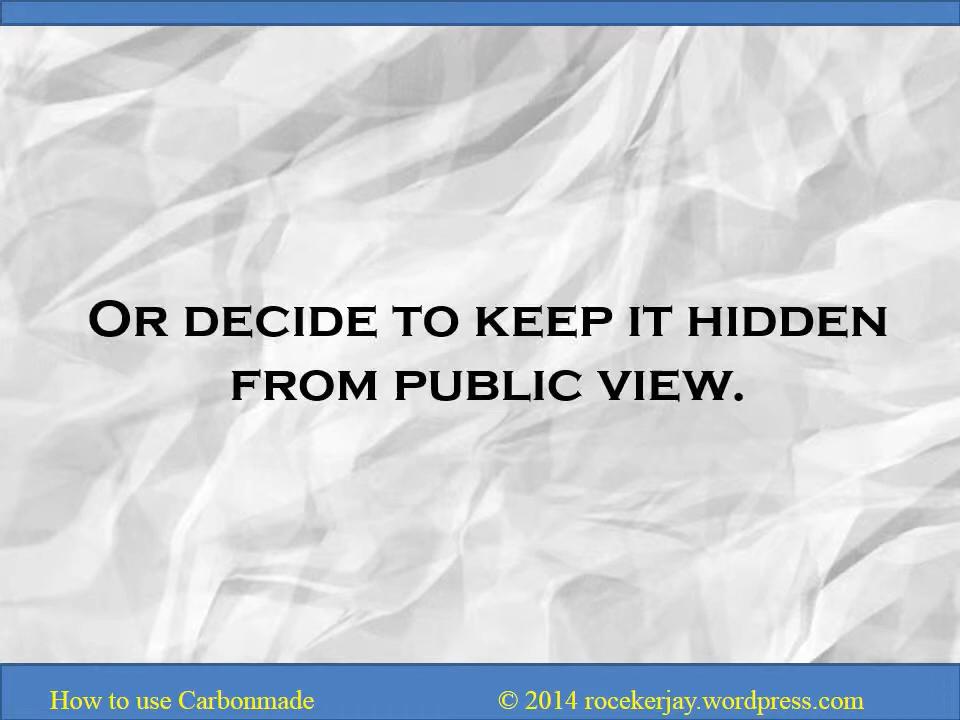 Or decide to keep it hidden
from public view.
How to use Carbonmade © 2014 rocekerjay.wordpress.com